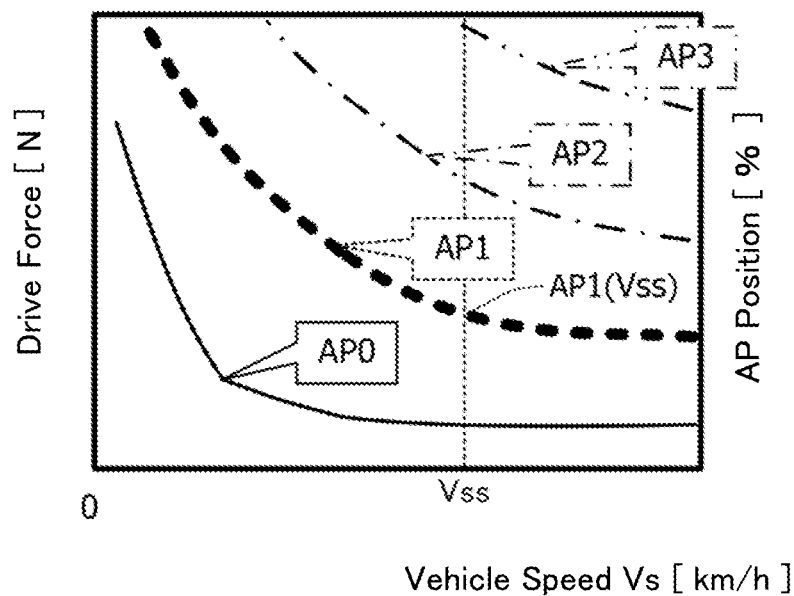 Drive Force [ N ]
AP Position [ % ]
AP3
AP2
AP1
AP1(Vss)
AP0
0
Vss
Vehicle Speed Vs [ km/h ]